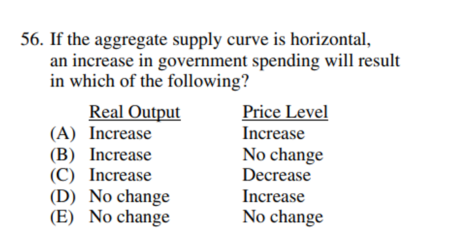 56. If the aggregate supply curve is horizontal,
an increase in government spending will result
in which of the following?
Real Output Price Level
(A) Increase Increase
(B) Increase No change
(C) Increase Decrease
(D) No change Increase
(E) No change No change